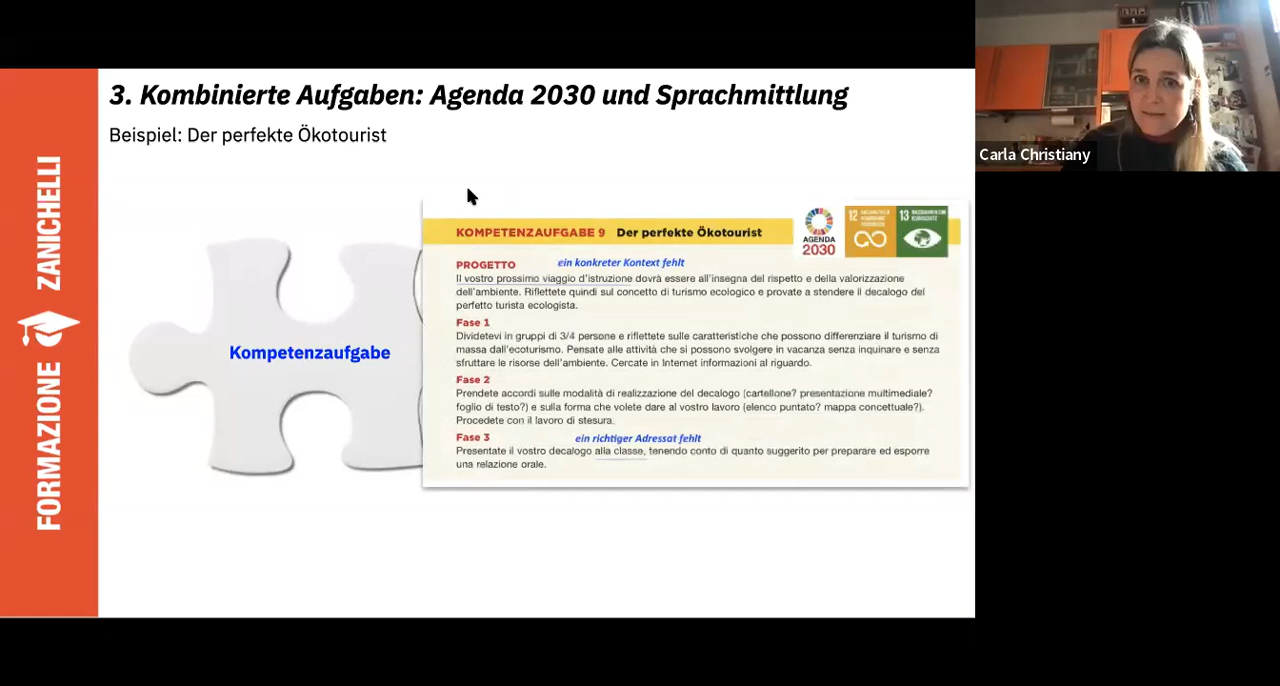 3. Kombinierte Aufgaben: Agenda 2030 und Sprachmittlung
Beispiel: Der perfekte Ökotourist
FORMAZIONE ZANICHELLI
Kompetenzaufgabe
KOMPETENZAUFGABE 9 Der perfekte Ökotourist
AGENDA
2030
12
13
PROGETTO
ein konkreter Kontext fehlt
Il vostro prossimo viaggio d'istruzione dovrà essere all'insegna del rispetto e della valorizzazione
dell'ambiente. Riflettete quindi sul concetto di turismo ecologico e provate a stendere il decalogo del
perfetto turista ecologista.
Fase 1
Dividetevi in gruppi di 3/4 persone e riflettete sulle caratteristiche che possono differenziare il turismo di
massa dall'ecoturismo. Pensate alle attività che si possono svolgere in vacanza senza inquinare e senza
sfruttare le risorse dell'ambiente. Cercate in Internet informazioni al riguardo.
Fase 2
Prendete accordi sulle modalità di realizzazione del decalogo (cartellone? presentazione multimediale?
foglio di testo?) e sulla forma che volete dare al vostro lavoro (elenco puntato? mappa concettuale?).
Procedete con il lavoro di stesura.
Fase 3
ein richtiger Adressat fehlt
Presentate il vostro decalogo alla classe, tenendo conto di quanto suggerito per preparare ed esporre
una relazione orale.
Carla Christiany